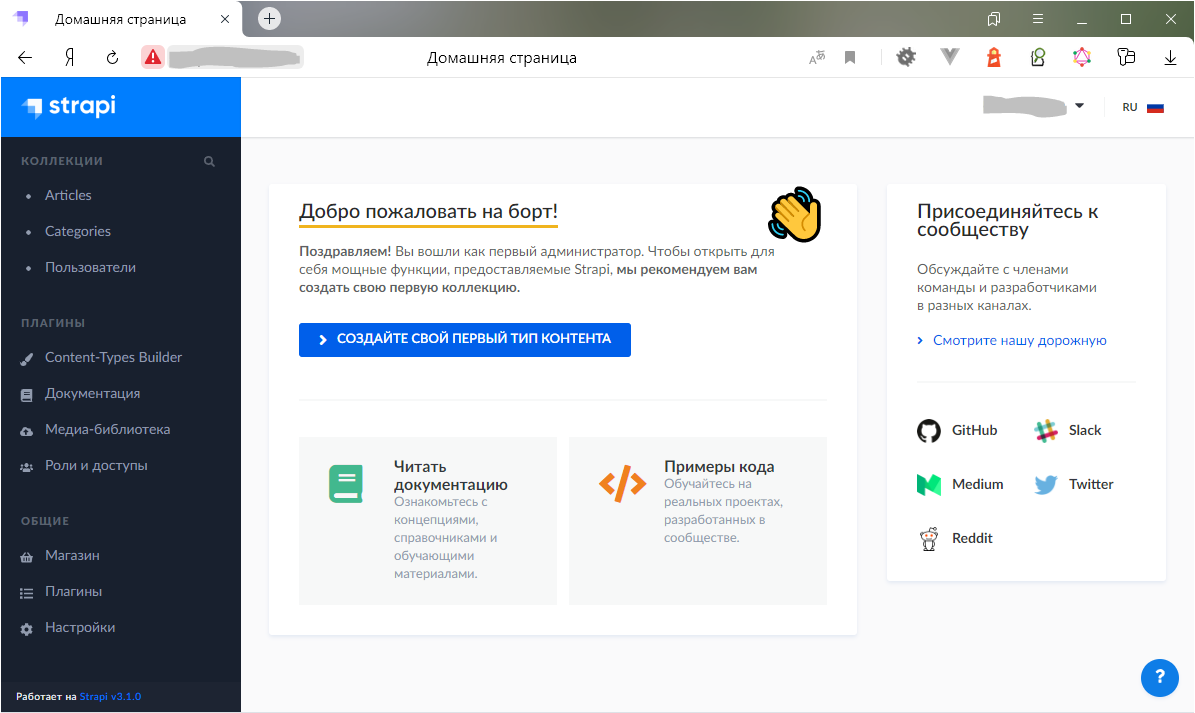 Домашняя страница
Я
Домашняя страница
strapi
RU
КОЛЛЕКЦИИ
Articles
Categories
Пользователи
ПЛАГИНЫ
Content-Types Builder
Документация
Медиа-библиотека
Роли и доступы
ОБЩИЕ
Магазин
Плагины
Настройки
Работает на Strapi v3.1.0
Добро пожаловать на борт!
Поздравляем! Вы вошли как первый администратор. Чтобы открыть для
себя мощные функции, предоставляемые Strapi, мы рекомендуем вам
создать свою первую коллекцию.
СОЗДАЙТЕ СВОЙ ПЕРВЫЙ ТИП КОНТЕНТА
Читать
документацию
Ознакомьтесь с
концепциями,
справочниками и
обучающими
материалами.
Примеры кода
Обучайтесь на
реальных проектах,
разработанных в
сообществе.
Присоединяйтесь к
сообществу
Обсуждайте с членами
команды и разработчиками
в разных каналах.
Смотрите нашу дорожную
GitHub
Slack
Medium
Twitter
Reddit
?